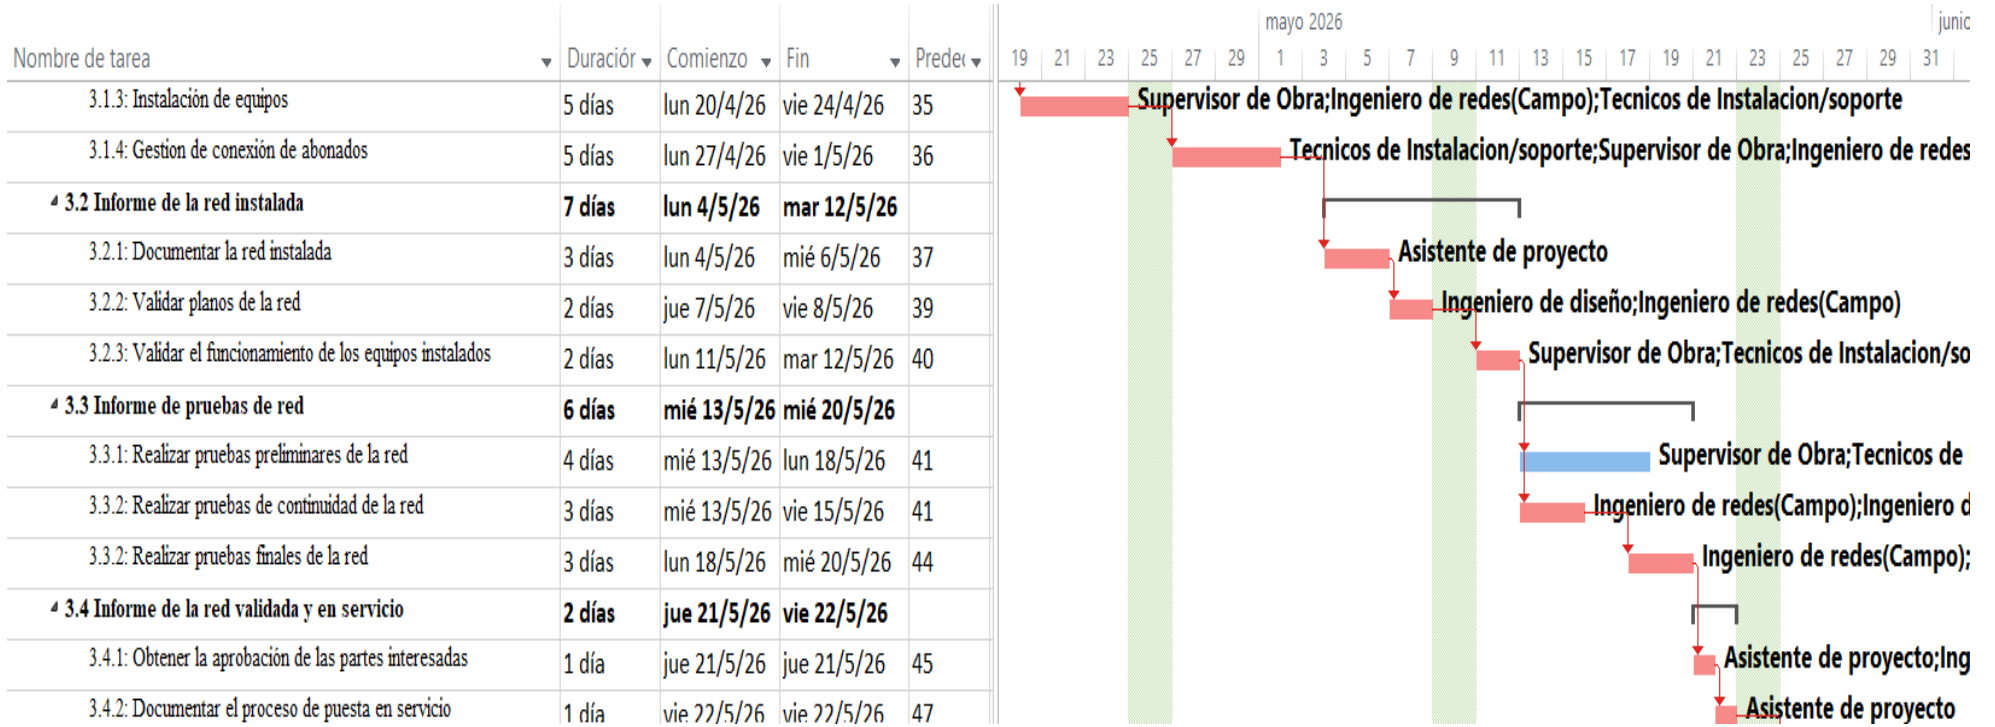 mayo 2026 junio
Nombre de tarea Duraciór Comienzo Fin Predec 19 21 23 25 27 29 1 3 5 7 9 11 13 15 17 19 21 23 25 27 29 31
3.1.3: Instalación de equipos 5 días lun 20/4/26 vie 24/4/26 35 Supervisor de Obra;Ingeniero de redes(Campo);Tecnicos de Instalacion/soporte
3.1.4: Gestion de conexión de abonados 5 días lun 27/4/26 vie 1/5/26 36 Tecnicos de Instalacion/soporte;Supervisor de Obra;Ingeniero de redes
3.2 Informe de la red instalada 7 días lun 4/5/26 mar 12/5/26
3.2.1: Documentar la red instalada 3 días lun 4/5/26 mié 6/5/26 37 Asistente de proyecto
3.2.2: Validar planos de la red 2 días jue 7/5/26 vie 8/5/26 39 Ingeniero de diseño;Ingeniero de redes(Campo)
3.2.3: Validar el funcionamiento de los equipos instalados 2 días lun 11/5/26 mar 12/5/26 40 Supervisor de Obra;Tecnicos de Instalacion/so
3.3 Informe de pruebas de red 6 días mié 13/5/26 mié 20/5/26
3.3.1: Realizar pruebas preliminares de la red 4 días mié 13/5/26 lun 18/5/26 41 Supervisor de Obra;Tecnicos de
3.3.2: Realizar pruebas de continuidad de la red 3 días mié 13/5/26 vie 15/5/26 41 Ingeniero de redes(Campo);Ingeniero d
3.3.2: Realizar pruebas finales de la red 3 días lun 18/5/26 mié 20/5/26 44 Ingeniero de redes(Campo);
3.4 Informe de la red validada y en servicio 2 días jue 21/5/26 vie 22/5/26
3.4.1: Obtener la aprobación de las partes interesadas 1 día jue 21/5/26 jue 21/5/26 45 Asistente de proyecto;Ing
3.4.2: Documentar el proceso de puesta en servicio 1 día vie 22/5/26 vie 22/5/26 47 Asistente de proyecto